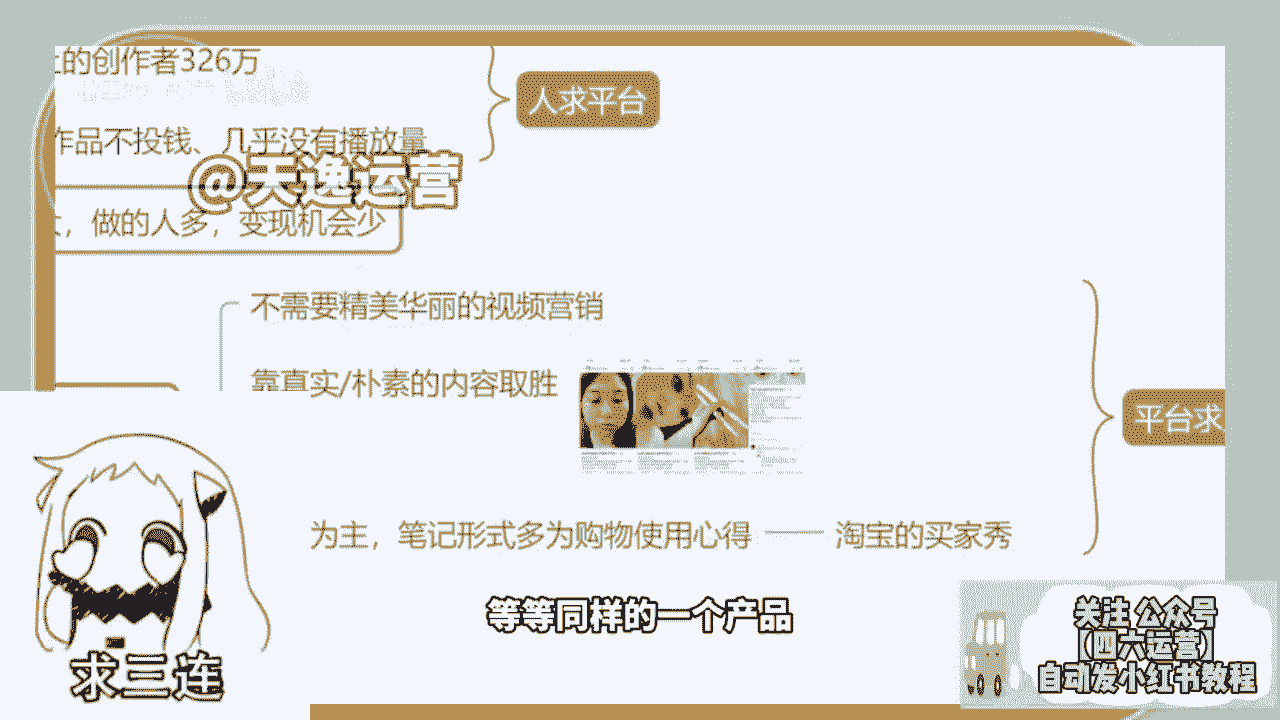 的创作者326万
人求平台
作品不投钱、几乎没有播放量
@天逸运营
，做的人多，变现机会少
不需要精美华丽的视频营销
靠真实/朴素的内容取胜
平台求
为主，笔记形式多为购物使用心得 —— 淘宝的买家秀
等等同样的一个产品
求三连
关注 公众号
【四六运营】
自动发小红书教程